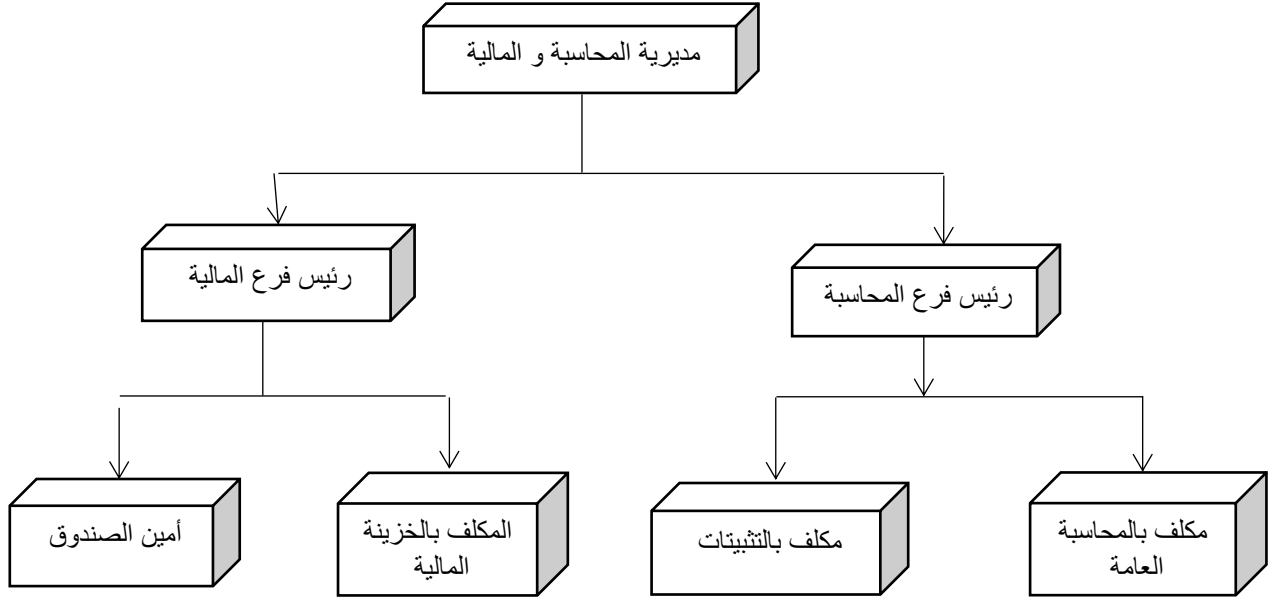 مديرية المحاسبة و المالية
رئيس فرع المحاسبة
رئيس فرع المالية
مكلف بالمحاسبة
العامة
مكلف بالتثبيتات
المكلف بالخزينة
المالية
أمين الصندوق